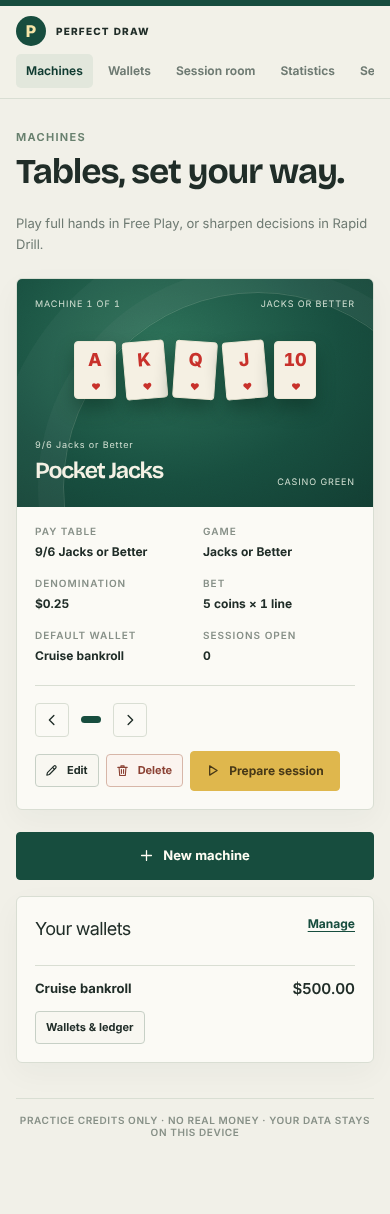 P PERFECT DRAW
Machines Wallets Session room Statistics Se
MACHINES
Tables, set your way.
Play full hands in Free Play, or sharpen decisions in Rapid
Drill.
MACHINE 1 OF 1 JACKS OR BETTER
A K Q J 10
9/6 Jacks or Better
Pocket Jacks
CASINO GREEN
PAY TABLE GAME
9/6 Jacks or Better Jacks or Better
DENOMINATION BET
$0.25 5 coins × 1 line
DEFAULT WALLET SESSIONS OPEN
Cruise bankroll 0
Edit Delete Prepare session
New machine
Your wallets Manage
Cruise bankroll $500.00
Wallets & ledger
PRACTICE CREDITS ONLY · NO REAL MONEY · YOUR DATA STAYS
ON THIS DEVICE